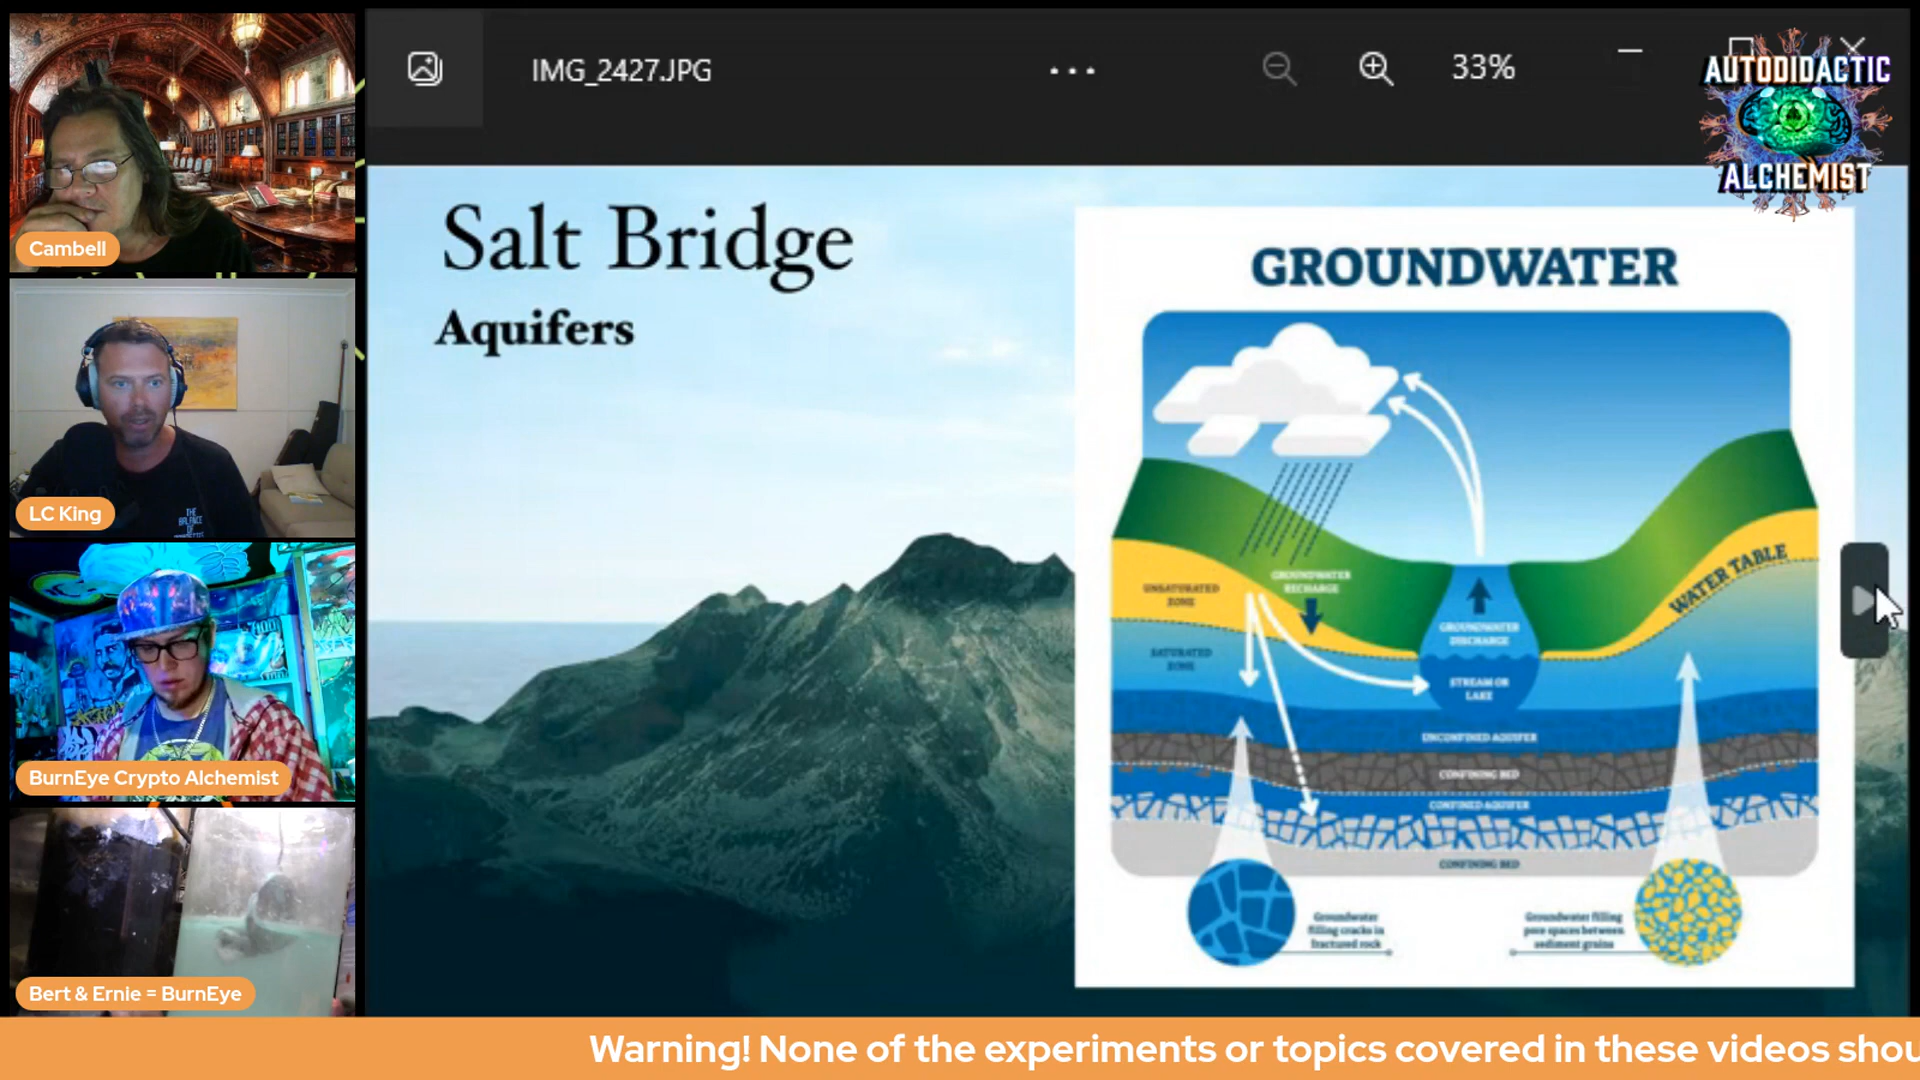 Cambell
LC King
THE
BALANCE
OF
BurnEye Crypto Alchemist
Bert & Ernie = BurnEye
IMG_2427.JPG
33%
AUTODIDACTIC
ALCHEMIST
Salt Bridge
Aquifers
GROUNDWATER
UNSATURATED
ZONE
GROUNDWATER
RECHARGE
WATER TABLE
SATURATED
ZONE
GROUNDWATER
DISCHARGE
STREAM OR
LAKE
UNCONFINED AQUIFER
CONFINING BED
CONFINED AQUIFER
CONFINING BED
Groundwater
filling cracks in
fractured rock
Groundwater filling
pore spaces between
sediment grains
Warning! None of the experiments or topics covered in these videos shou